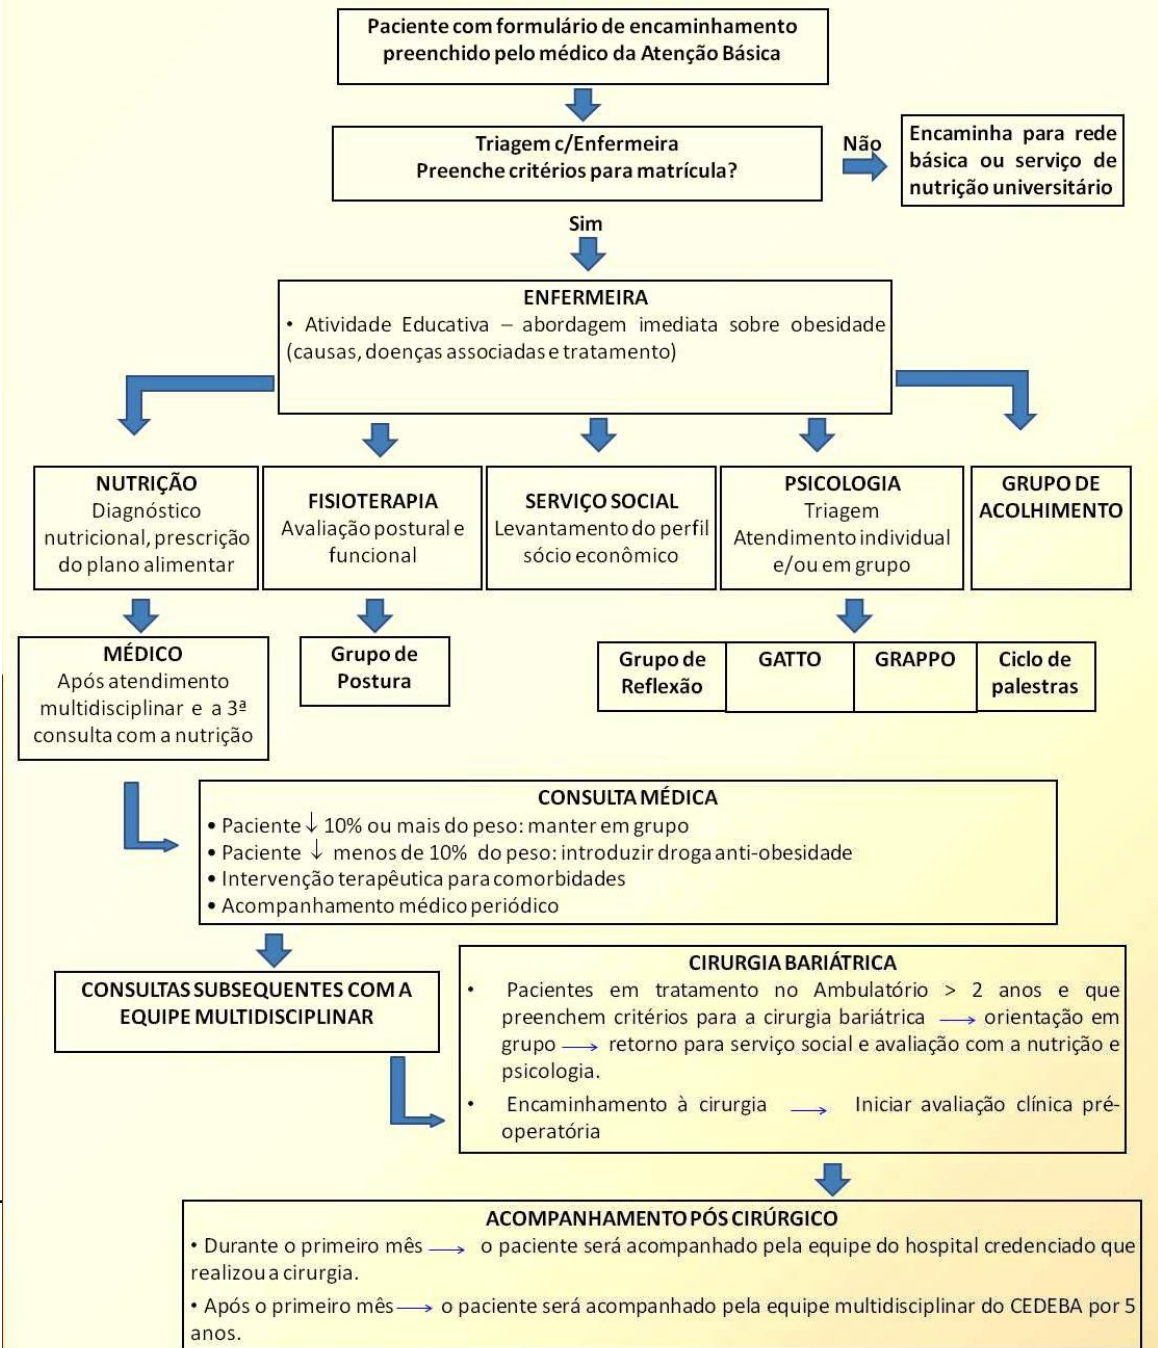 Paciente com formulário de encaminhamento
preenchido pelo médico da Atenção Básica
Triagem c/Enfermeira
Preenche critérios para matrícula?
Não
Encaminha para rede
básica ou serviço de
nutrição universitário
Sim
ENFERMEIRA
• Atividade Educativa – abordagem imediata sobre obesidade
(causas, doenças associadas e tratamento)
NUTRIÇÃO
Diagnóstico
nutricional, prescrição
do plano alimentar
FISIOTERAPIA
Avaliação postural e
funcional
SERVIÇO SOCIAL
Levantamento do perfil
sócio econômico
PSICOLOGIA
Triagem
Atendimento individual
e/ou em grupo
GRUPO DE
ACOLHIMENTO
MÉDICO
Após atendimento
multidisciplinar e a 3ª
consulta com a nutrição
Grupo de
Postura
Grupo de
Reflexão
GATTO
GRAPPO
Ciclo de
palestras
CONSULTA MÉDICA
• Paciente ↓ 10% ou mais do peso: manter em grupo
• Paciente ↓ menos de 10% do peso: introduzir droga anti-obesidade
• Intervenção terapêutica para comorbidades
• Acompanhamento médico periódico
CONSULTAS SUBSEQUENTES COM A
EQUIPE MULTIDISCIPLINAR
CIRURGIA BARIÁTRICA
• Pacientes em tratamento no Ambulatório > 2 anos e que
preenchem critérios para a cirurgia bariátrica → orientação em
grupo → retorno para serviço social e avaliação com a nutrição e
psicologia.
• Encaminhamento à cirurgia → Iniciar avaliação clínica pré-
operatória
ACOMPANHAMENTO PÓS CIRÚRGICO
• Durante o primeiro mês → o paciente será acompanhado pela equipe do hospital credenciado que
realizou a cirurgia.
• Após o primeiro mês → o paciente será acompanhado pela equipe multidisciplinar do CEDEBA por 5
anos.